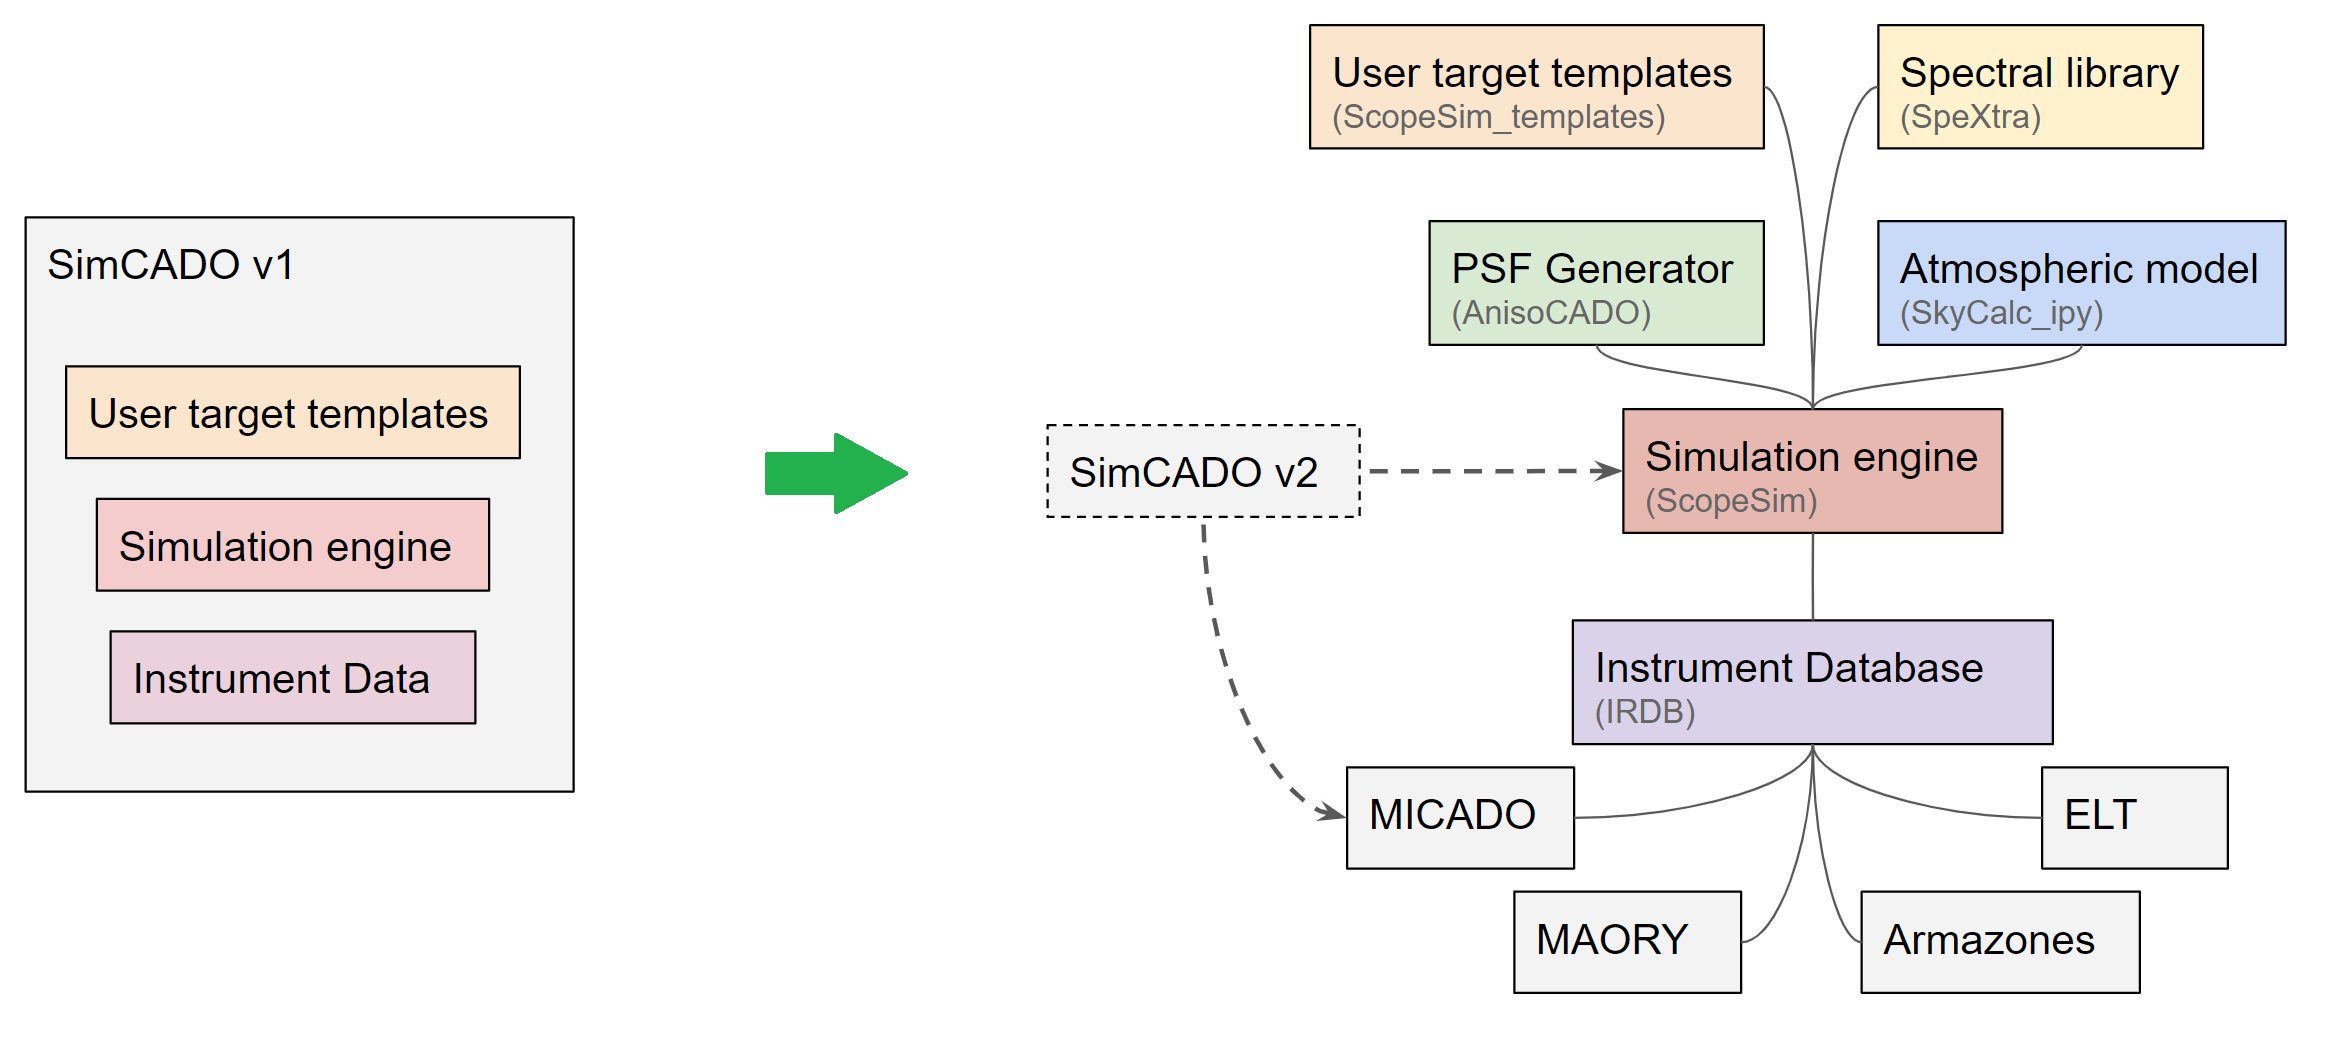 SimCADO v1
User target templates
Simulation engine
Instrument Data
User target templates
(ScopeSim_templates)
Spectral library
(SpeXtra)
PSF Generator
(AnisoCADO)
Atmospheric model
(SkyCalc_ipy)
SimCADO v2
Simulation engine
(ScopeSim)
Instrument Database
(IRDB)
MICADO
ELT
MAORY
Armazones